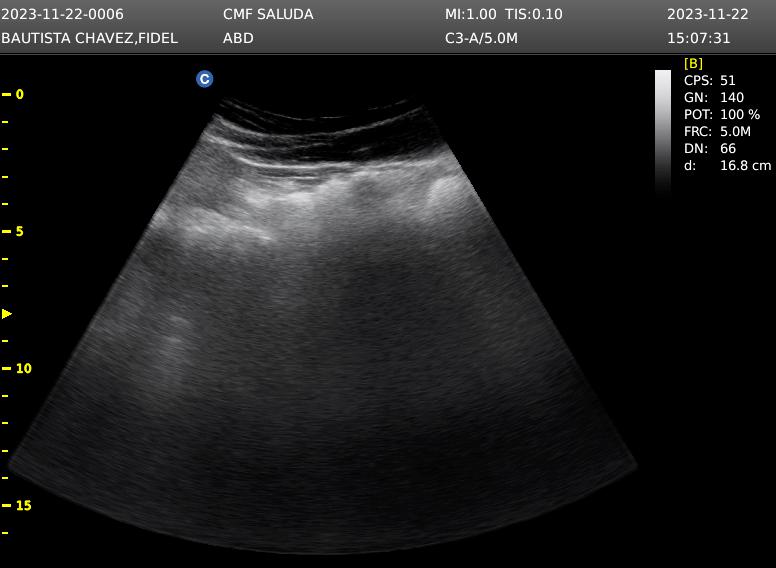 2023-11-22-0006 CMF SALUDA MI:1.00 TIS:0.10 2023-11-22
BAUTISTA CHAVEZ,FIDEL ABD C3-A/5.0M 15:07:31
[B]
C
CPS: 51
0
GN: 140
POT: 100 %
FRC: 5.0M
DN: 66
d: 16.8 cm
5
10
15